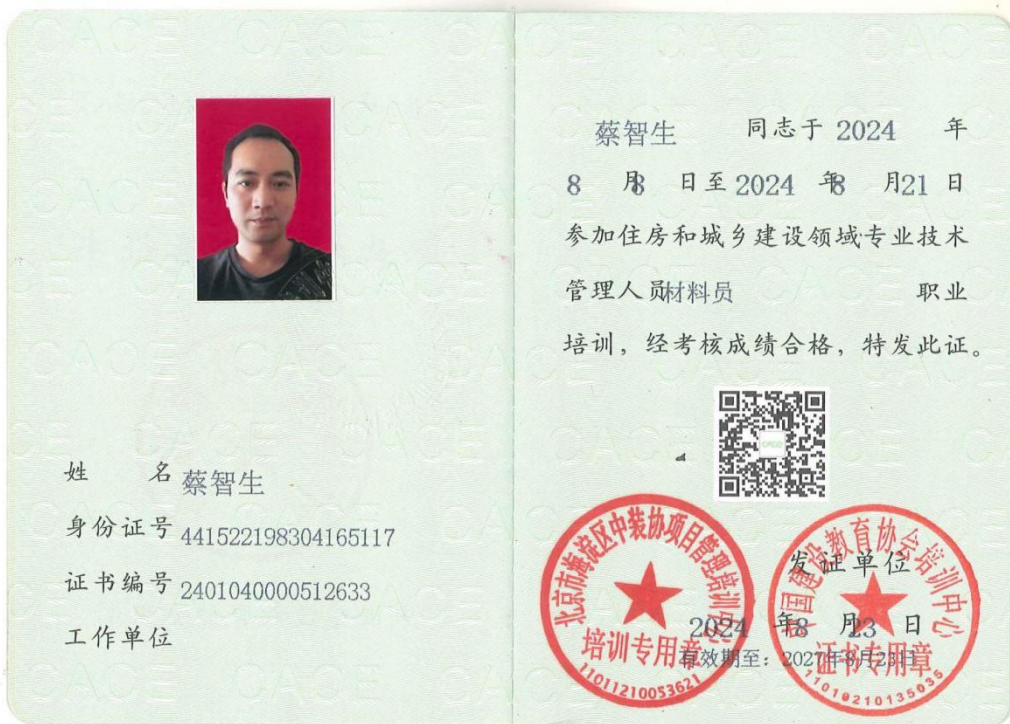 姓 名 蔡智生
身份证号 441522198304165117
证书编号 2401040000512633
工作单位
蔡智生 同志于 2024 年
8 月 8 日至 2024 年 8 月 21 日
参加住房和城乡建设领域专业技术
管理人员材料员 职业
培训，经考核成绩合格，特发此证。
北京市海淀区中装协项目管理培训中心
培训专用章
11011210053621
中国建设教育协会培训中心
证书专用章
11010210135035
发证单位
2024 年 8 月 23 日
有效期至：2027年8月23日
CACE